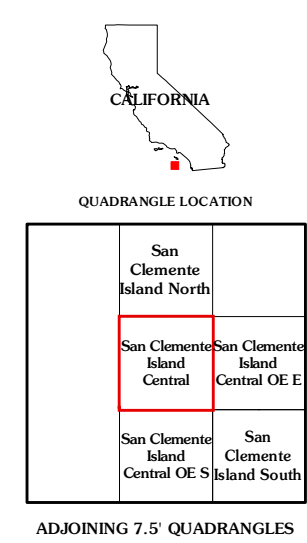 CALIFORNIA
QUADRANGLE LOCATION
San
Clemente
Island North
San Clemente
Island
Central
San Clemente
Island
Central OE E
San Clemente
Island
Central OE S
San
Clemente
Island South
ADJOINING 7.5' QUADRANGLES